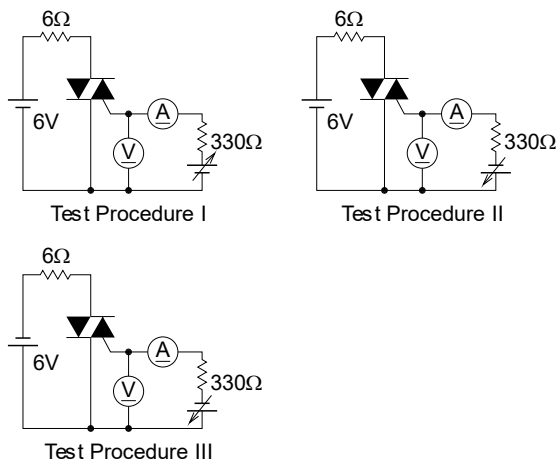 6Ω
6V
A
V
330Ω
Test Procedure I
6Ω
6V
A
V
330Ω
Test Procedure II
6Ω
6V
A
V
330Ω
Test Procedure III